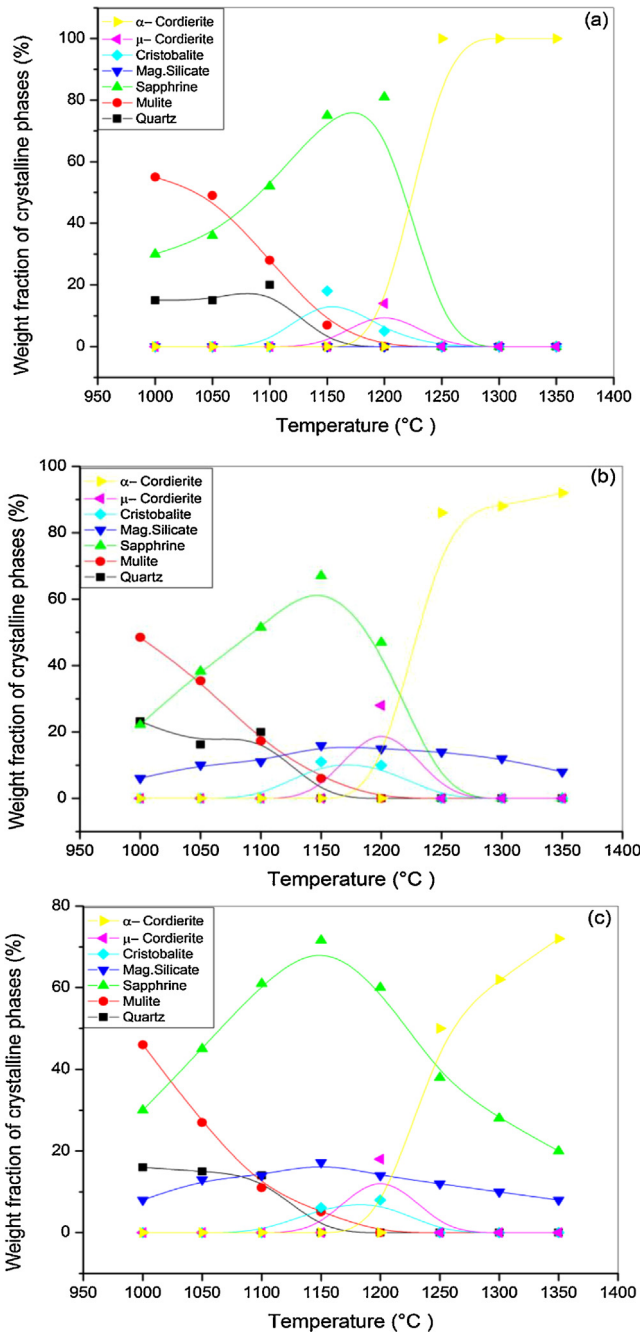 (a)
α– Cordierite
μ– Cordierite
Cristobalite
Mag.Silicate
Sapphrine
Mulite
Quartz
Weight fraction of crystalline phases (%)
100
80
60
40
20
0
950 1000 1050 1100 1150 1200 1250 1300 1350 1400
Temperature (°C )
(b)
α– Cordierite
μ– Cordierite
Cristobalite
Mag.Silicate
Sapphrine
Mulite
Quartz
Weight fraction of crystalline phases (%)
100
80
60
40
20
0
950 1000 1050 1100 1150 1200 1250 1300 1350 1400
Temperature (°C )
(c)
α– Cordierite
μ– Cordierite
Cristobalite
Mag.Silicate
Sapphrine
Mulite
Quartz
Weight fraction of crystalline phases (%)
80
60
40
20
0
950 1000 1050 1100 1150 1200 1250 1300 1350 1400
Temperature (°C )